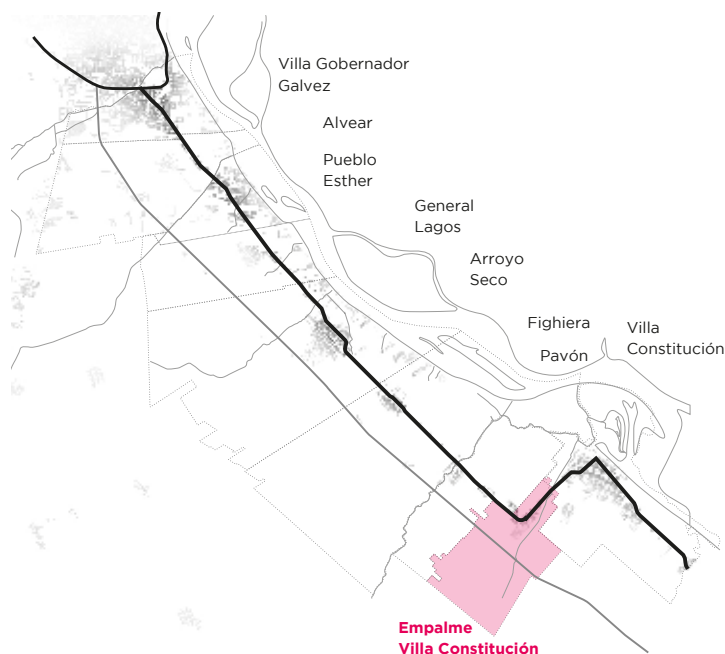 Villa Gobernador
Galvez
Alvear
Pueblo
Esther
General
Lagos
Arroyo
Seco
Fighiera
Villa
Constitución
Pavón
Empalme
Villa Constitución